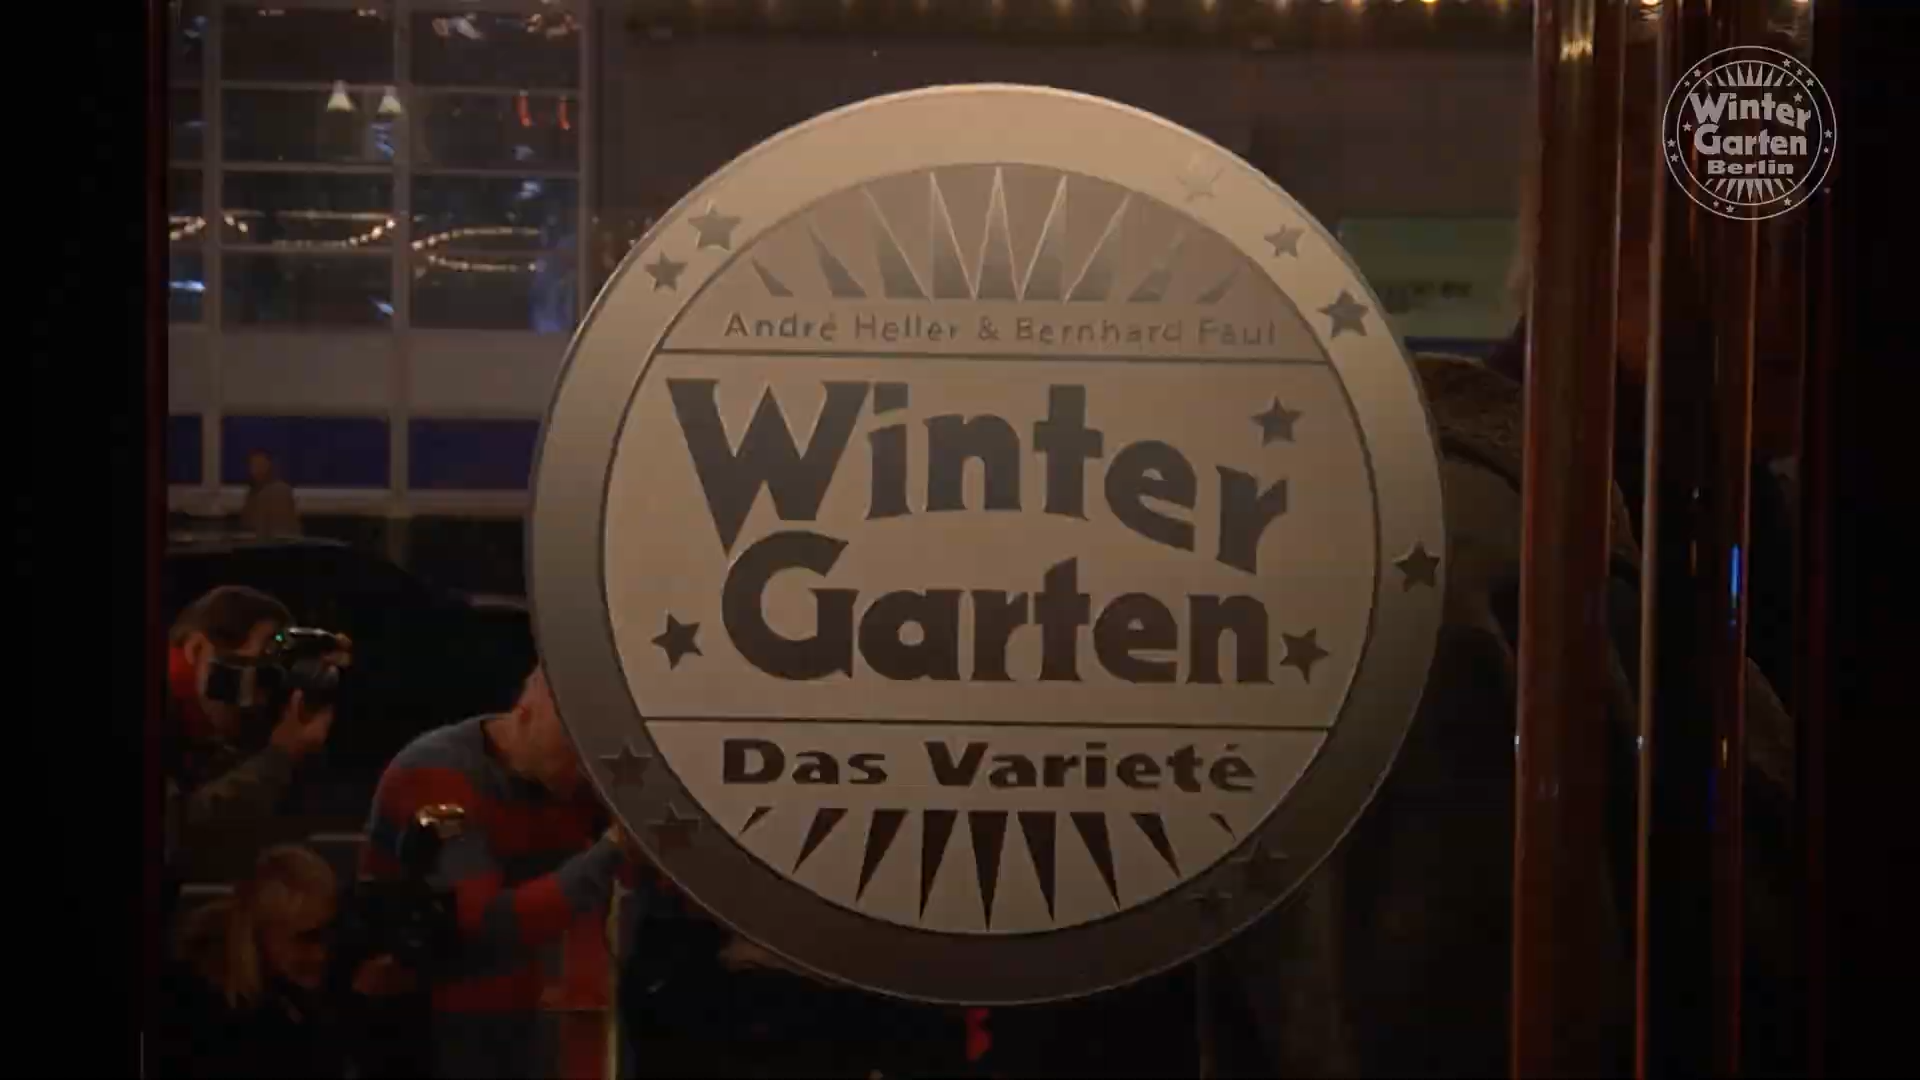 André Heller & Bernhard Paul
Winter
Garten
Das Varieté
Winter
Garten
Berlin